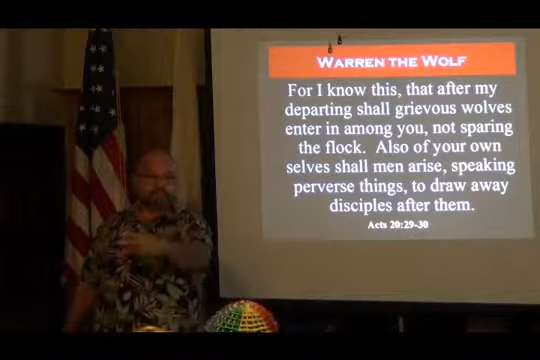 WARREN THE WOLF
For I know this, that after my
departing shall grievous wolves
enter in among you, not sparing
the flock. Also of your own
selves shall men arise, speaking
perverse things, to draw away
disciples after them.
Acts 20:29-30